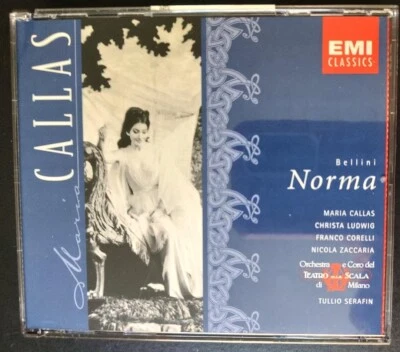 Maria CALLAS
EMI
CLASSICS
Bellini
Norma
MARIA CALLAS
CHRISTA LUDWIG
FRANCO CORELLI
NICOLA ZACCARIA
Orchestra e Coro del
TEATRO ALLA SCALA
di Milano
TULLIO SERAFIN